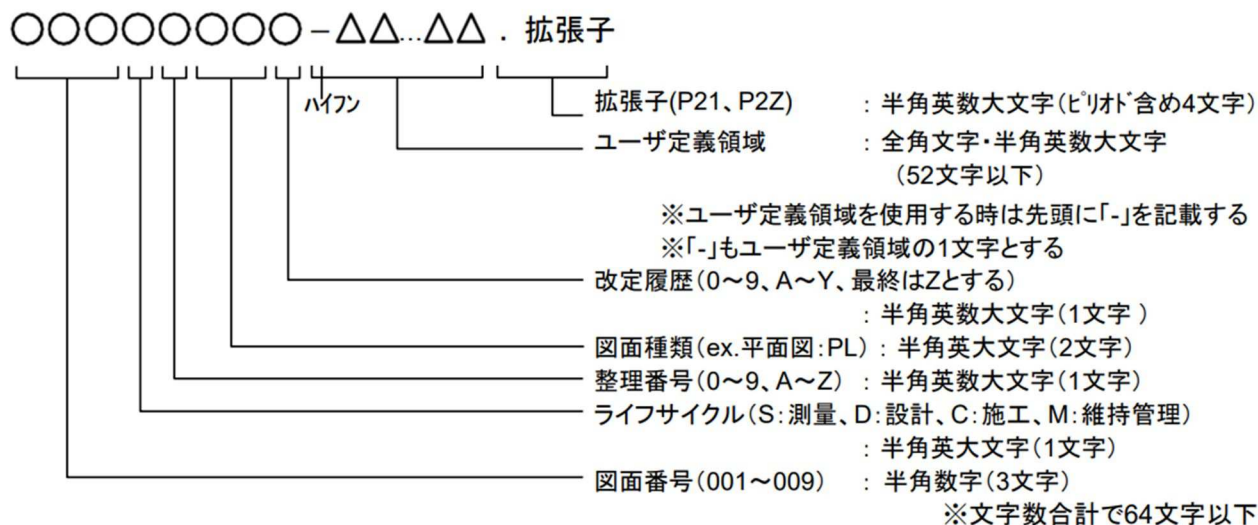 ○○○○○○○○-△△...△△ . 拡張子
ハイフン
拡張子(P21、P2Z) : 半角英数大文字(ピリオド含め4文字)
ユーザ定義領域 : 全角文字・半角英数大文字
(52文字以下)
※ユーザ定義領域を使用する時は先頭に「-」を記載する
※「-」もユーザ定義領域の1文字とする
改定履歴(0～9、A～Y、最終はZとする)
: 半角英数大文字(1文字 )
図面種類(ex.平面図:PL) : 半角英大文字(2文字)
整理番号(0～9、A～Z) : 半角英数大文字(1文字)
ライフサイクル(S:測量、D:設計、C:施工、M:維持管理)
: 半角英大文字(1文字)
図面番号(001～009) : 半角数字(3文字)
※文字数合計で64文字以下